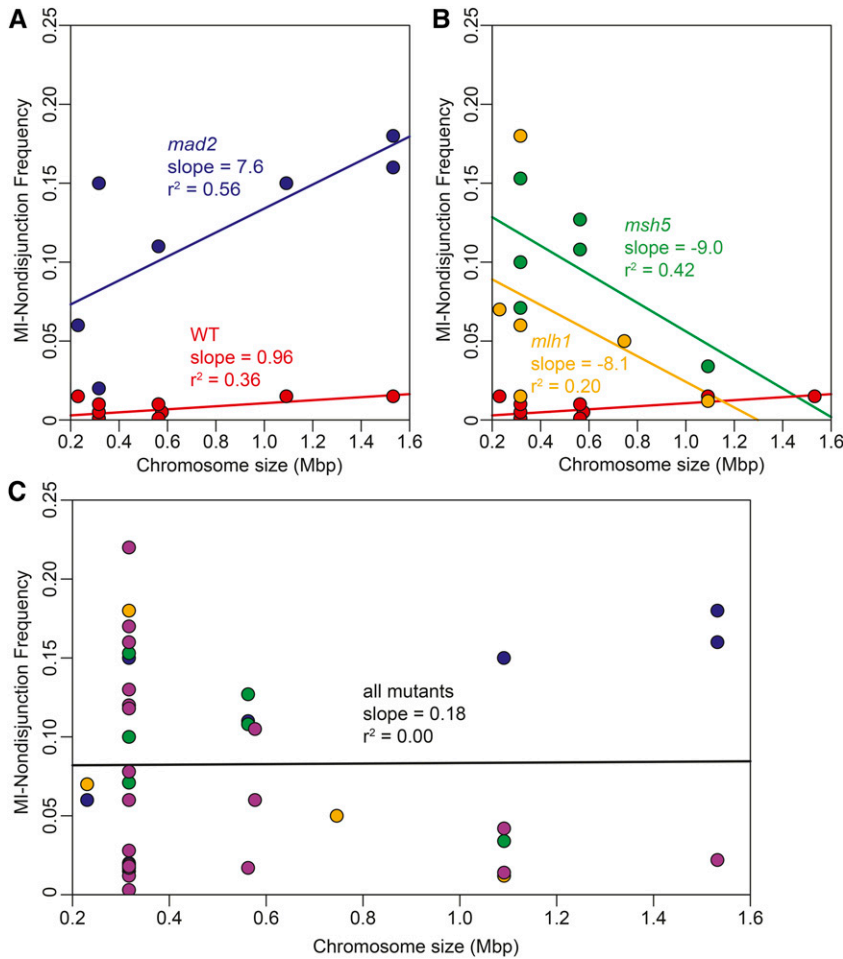 A
MI-Nondisjunction Frequency
0.25
0.20
0.15
0.10
0.05
0
mad2
slope = 7.6
r² = 0.56
WT
slope = 0.96
r² = 0.36
0.2 0.4 0.6 0.8 1.0 1.2 1.4 1.6
Chromosome size (Mbp)
B
MI-Nondisjunction Frequency
0.25
0.20
0.15
0.10
0.05
0
msh5
slope = -9.0
r² = 0.42
mlh1
slope = -8.1
r² = 0.20
0.2 0.4 0.6 0.8 1.0 1.2 1.4 1.6
Chromosome size (Mbp)
C
MI-Nondisjunction Frequency
0.25
0.20
0.15
0.10
0.05
0
all mutants
slope = 0.18
r² = 0.00
0.2 0.4 0.6 0.8 1.0 1.2 1.4 1.6
Chromosome size (Mbp)